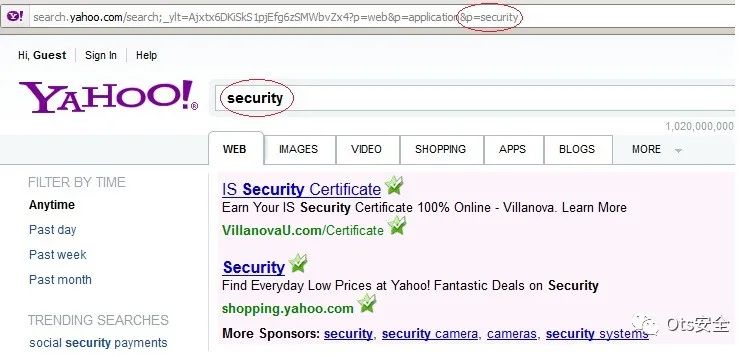 search.yahoo.com/search;_ylt=Ajxtx6DKiSkS1pjEfg6zSMWbvZx4?p=web&p=application&p=security
Hi, Guest Sign In Help
YAHOO!®
security
1,020,000,000
WEB IMAGES VIDEO SHOPPING APPS BLOGS MORE
FILTER BY TIME
Anytime
Past day
Past week
Past month
TRENDING SEARCHES
social security payments
IS Security Certificate
Earn Your IS Security Certificate 100% Online - Villanova. Learn More
VillanovaU.com/Certificate
Security
Find Everyday Low Prices at Yahoo! Fantastic Deals on Security
shopping.yahoo.com
More Sponsors: security, security camera, cameras, security systems
Ots安全